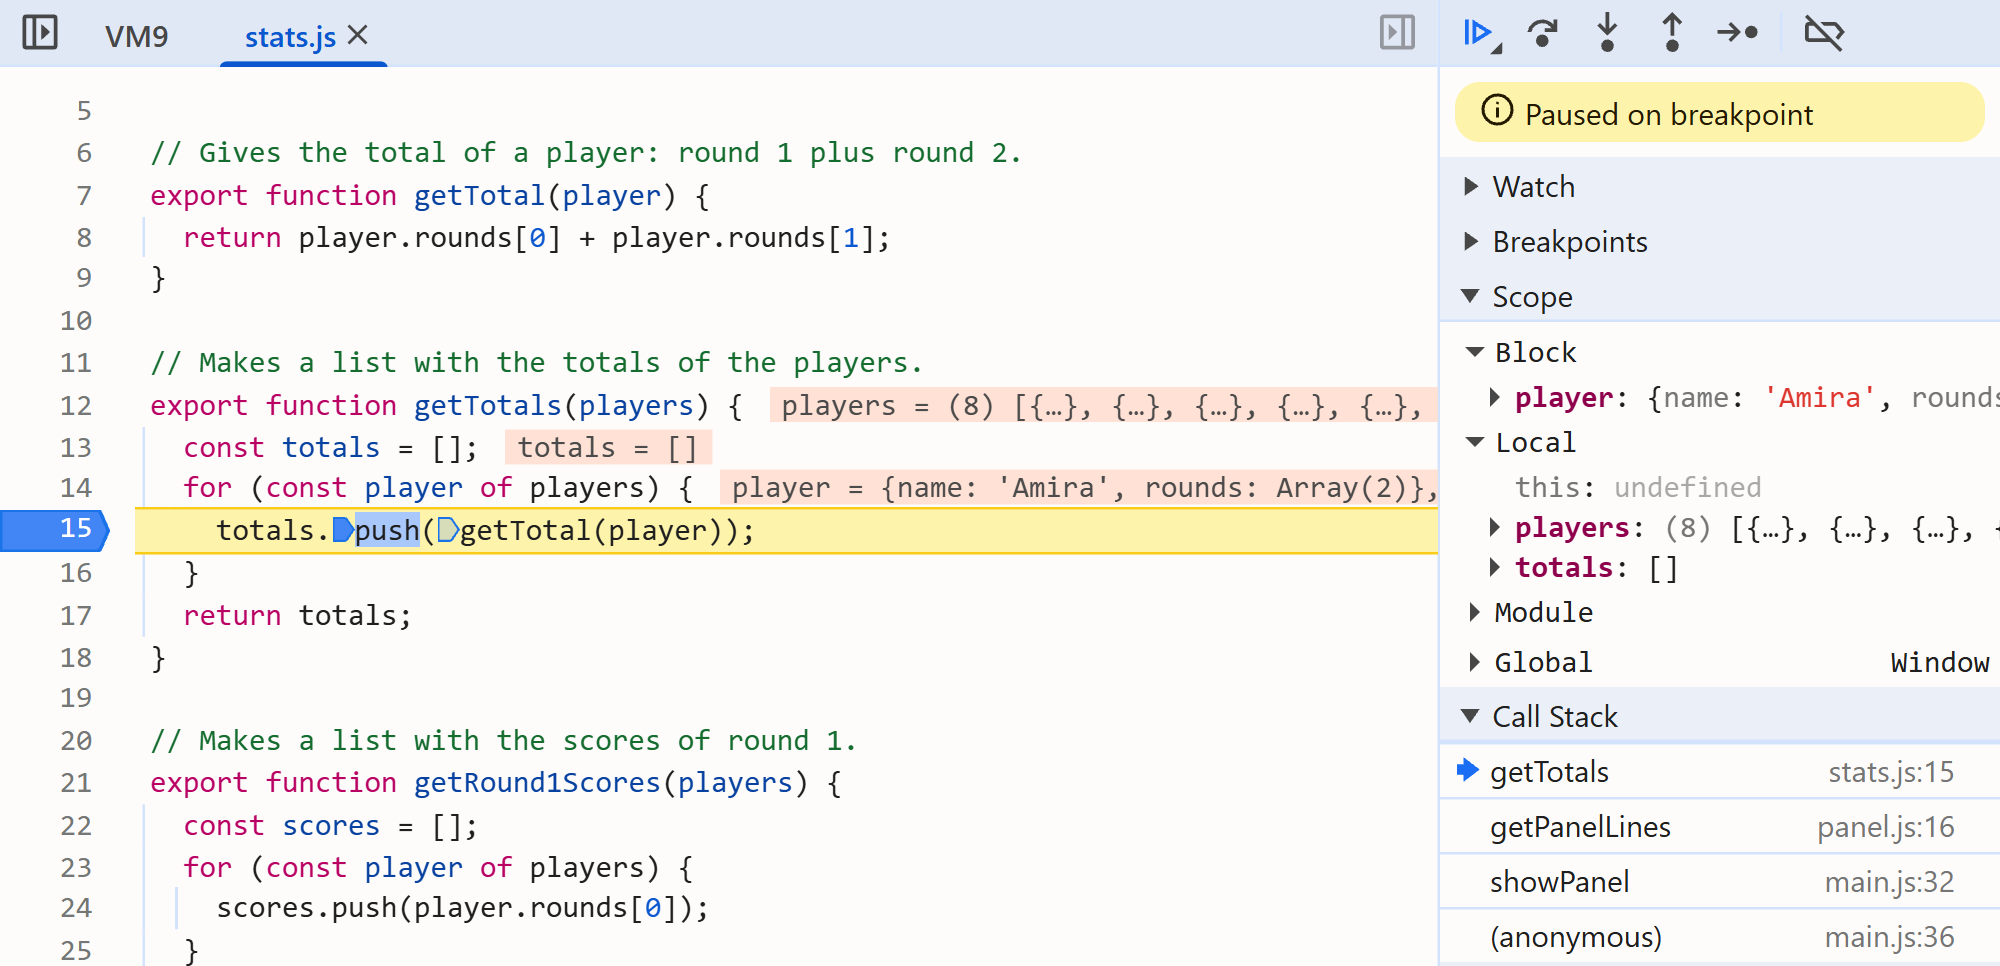 VM9 stats.js
5
6 // Gives the total of a player: round 1 plus round 2.
7 export function getTotal(player) {
8 return player.rounds[0] + player.rounds[1];
9 }
10
11 // Makes a list with the totals of the players.
12 export function getTotals(players) { players = (8) [{…}, {…}, {…}, {…}, {…},
13 const totals = []; totals = []
14 for (const player of players) { player = {name: 'Amira', rounds: Array(2)},
15 totals.push(getTotal(player));
16 }
17 return totals;
18 }
19
20 // Makes a list with the scores of round 1.
21 export function getRound1Scores(players) {
22 const scores = [];
23 for (const player of players) {
24 scores.push(player.rounds[0]);
25 }
Paused on breakpoint
Watch
Breakpoints
Scope
Block
player: {name: 'Amira', rounds
Local
this: undefined
players: (8) [{…}, {…}, {…}, {
totals: []
Module
Global Window
Call Stack
getTotals stats.js:15
getPanelLines panel.js:16
showPanel main.js:32
(anonymous) main.js:36